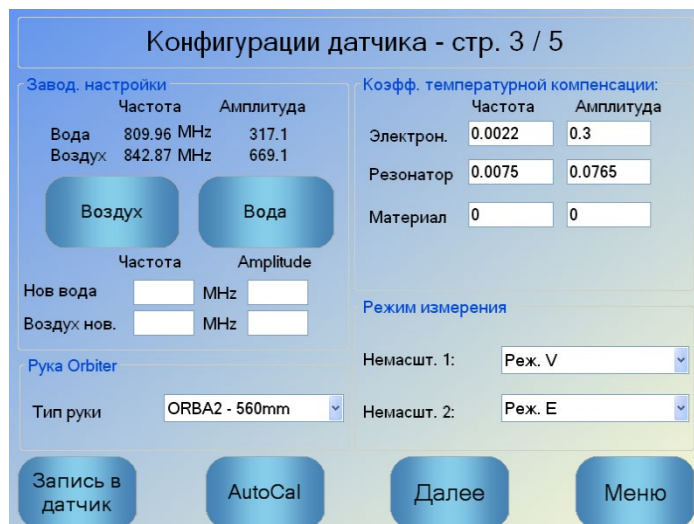 Конфигурации датчика - стр. 3 / 5
Завод. настройки
Частота Амплитуда
Вода 809.96 MHz 317.1
Воздух 842.87 MHz 669.1
Воздух Вода
Частота Amplitude
Нов вода MHz
Воздух нов. MHz
Рука Orbiter
Тип руки ORBA2 - 560mm
Коэфф. температурной компенсации:
Частота Амплитуда
Электрон. 0.0022 0.3
Резонатор 0.0075 0.0765
Материал 0 0
Режим измерения
Немасшт. 1: Реж. V
Немасшт. 2: Реж. E
Запись в
датчик
AutoCal
Далее
Меню